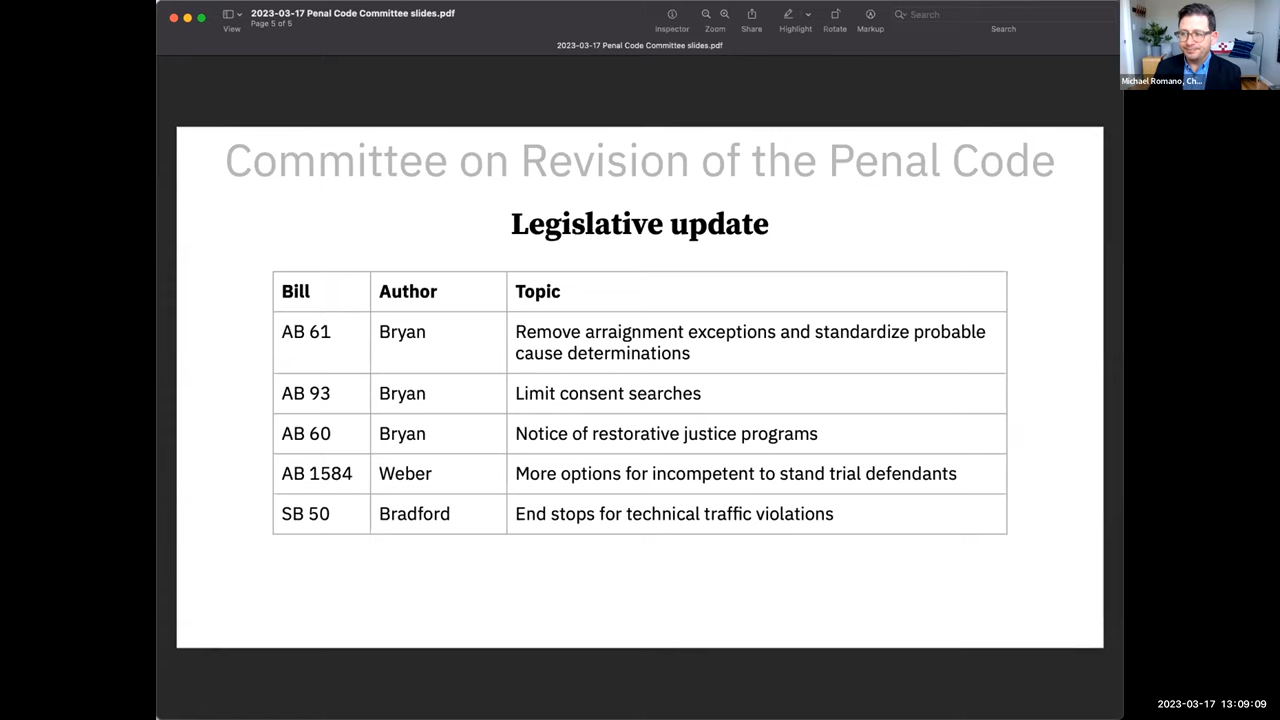 2023-03-17 Penal Code Committee slides.pdf
Page 5 of 5
View
Inspector
Zoom
Share
Highlight
Rotate
Markup
Search
Search
2023-03-17 Penal Code Committee slides.pdf
Michael Romano, Ch...
Committee on Revision of the Penal Code
Legislative update
Bill Author Topic
AB 61 Bryan Remove arraignment exceptions and standardize probable
cause determinations
AB 93 Bryan Limit consent searches
AB 60 Bryan Notice of restorative justice programs
AB 1584 Weber More options for incompetent to stand trial defendants
SB 50 Bradford End stops for technical traffic violations
2023-03-17 13:09:09